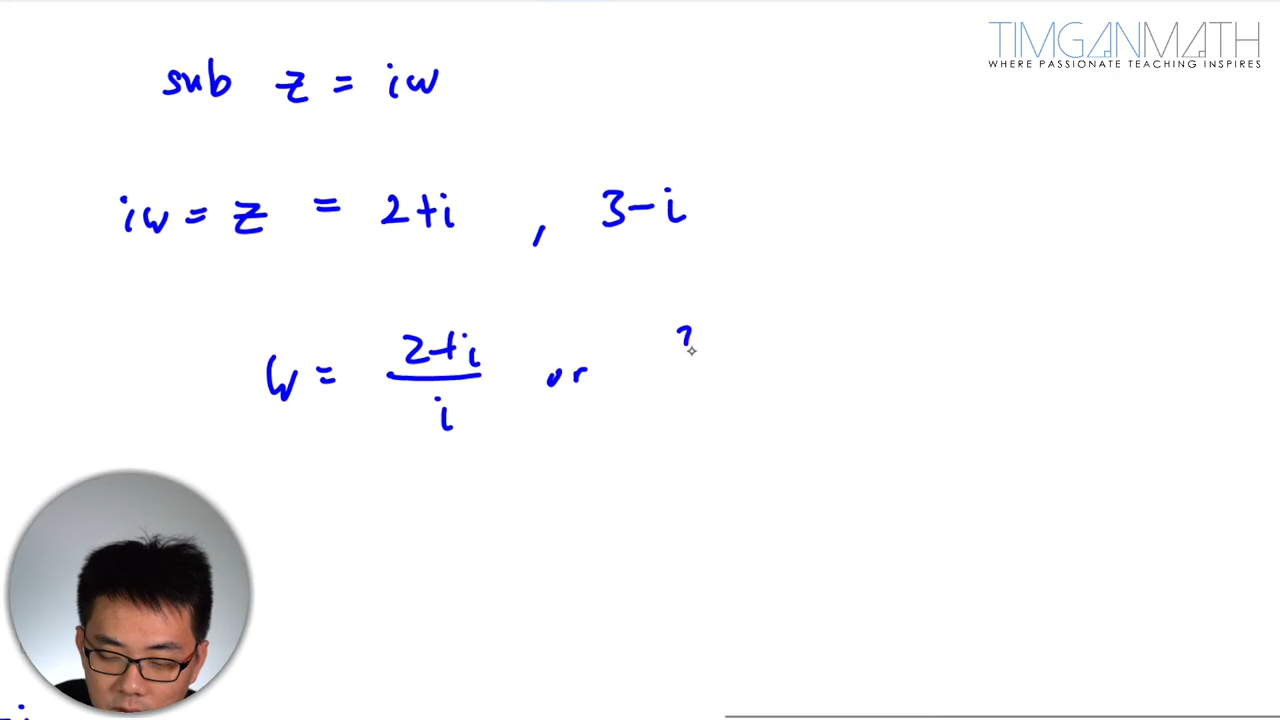 TIMGANMATH
WHERE PASSIONATE TEACHING INSPIRES
sub z = iw
iw = z = 2+i , 3-i
w = (2+i)/i or